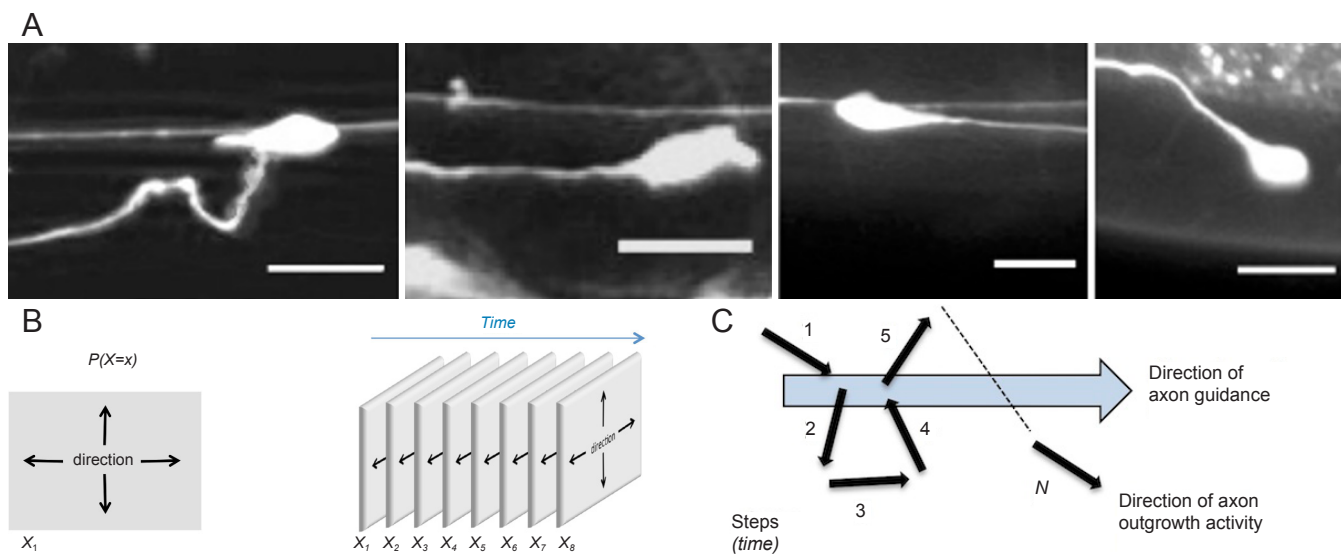 A
B
P(X=x)
direction
X1
Time
direction
X1 X2 X3 X4 X5 X6 X7 X8
C
1
5
Direction of
axon guidance
2
4
3
N
Steps
(time)
Direction of axon
outgrowth activity